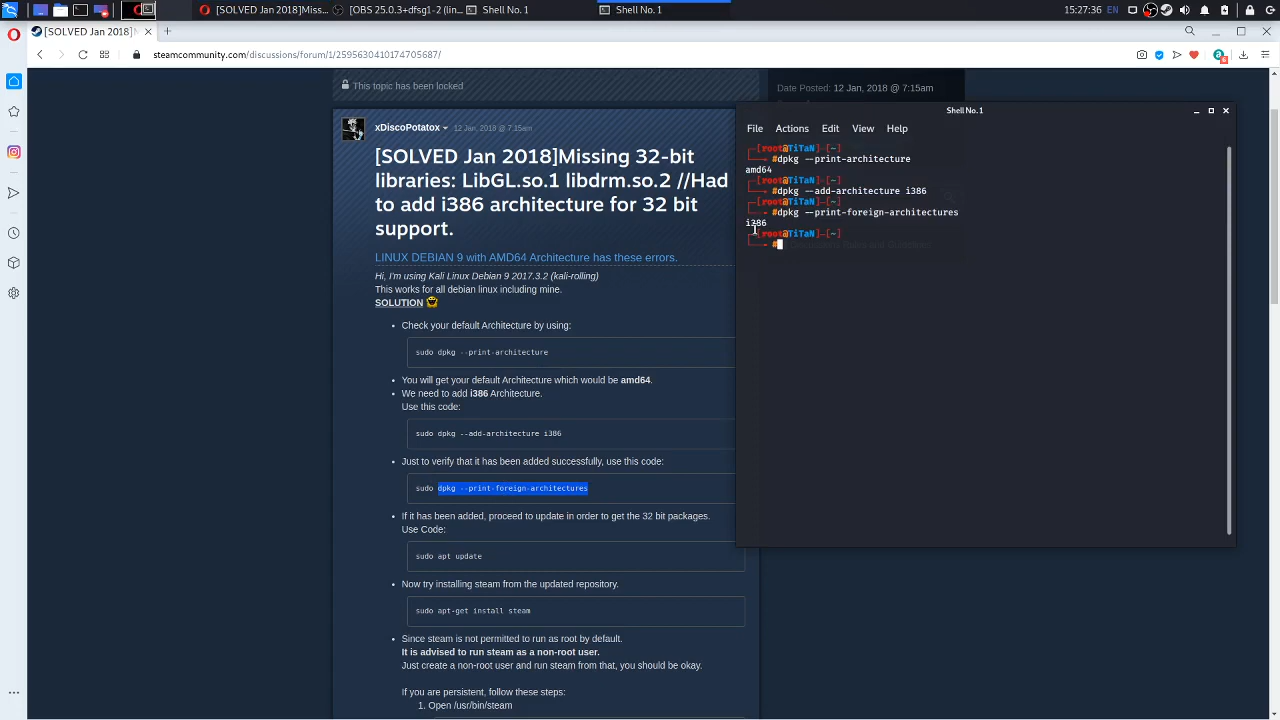 [SOLVED Jan 2018]Miss...
[OBS 25.0.3+dfsg1-2 (lin...
Shell No. 1
Shell No. 1
15:27:36
EN
[SOLVED Jan 2018]"Mi
steamcommunity.com/discussions/forum/1/2595630410174705687/
This topic has been locked
Date Posted: 12 Jan, 2018 @ 7:15am
xDiscoPotatox
12 Jan, 2018 @ 7:15am
[SOLVED Jan 2018]Missing 32-bit
libraries: LibGL.so.1 libdrm.so.2 //Had
to add i386 architecture for 32 bit
support.
LINUX DEBIAN 9 with AMD64 Architecture has these errors.
Hi, I'm using Kali Linux Debian 9 2017.3.2 (kali-rolling)
This works for all debian linux including mine.
SOLUTION
• Check your default Architecture by using:
sudo dpkg --print-architecture
• You will get your default Architecture which would be amd64.
• We need to add i386 Architecture.
Use this code:
sudo dpkg --add-architecture i386
• Just to verify that it has been added successfully, use this code:
sudo dpkg --print-foreign-architectures
• If it has been added, proceed to update in order to get the 32 bit packages.
Use Code:
sudo apt update
• Now try installing steam from the updated repository.
sudo apt-get install steam
• Since steam is not permitted to run as root by default.
It is advised to run steam as a non-root user.
Just create a non-root user and run steam from that, you should be okay.
If you are persistent, follow these steps:
1. Open /usr/bin/steam
Shell No.1
File Actions Edit View Help
[root@TiTaN]-[~]
#dpkg --print-architecture
amd64
[root@TiTaN]-[~]
#dpkg --add-architecture i386
[root@TiTaN]-[~]
#dpkg --print-foreign-architectures
i386
[root@TiTaN]-[~]
#
Discussions Rules and Guidelines